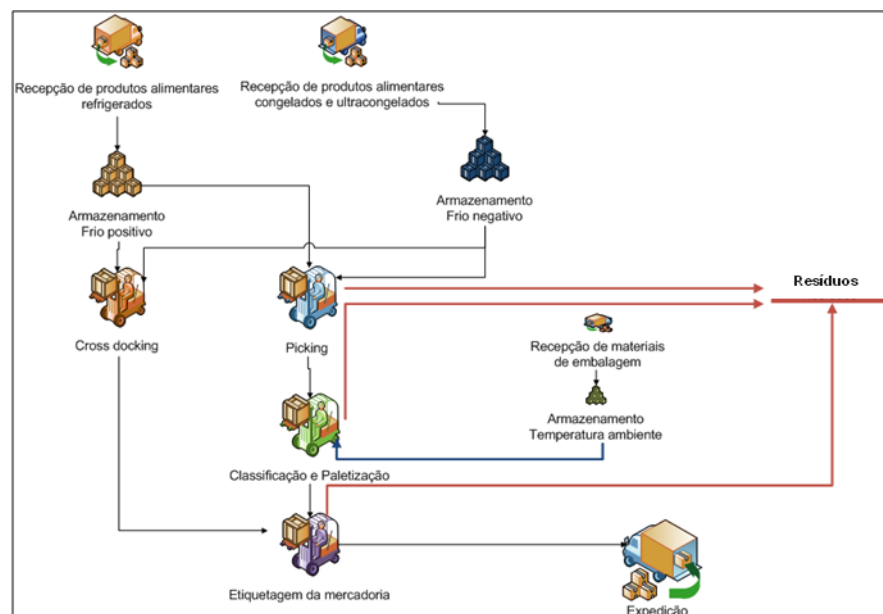 Recepção de produtos alimentares
refrigerados
Recepção de produtos alimentares
congelados e ultracongelados
Armazenamento
Frio positivo
Armazenamento
Frio negativo
Resíduos
Cross docking
Picking
Recepção de materiais
de embalagem
Armazenamento
Temperatura ambiente
Classificação e Paletização
Etiquetagem da mercadoria
Expedição